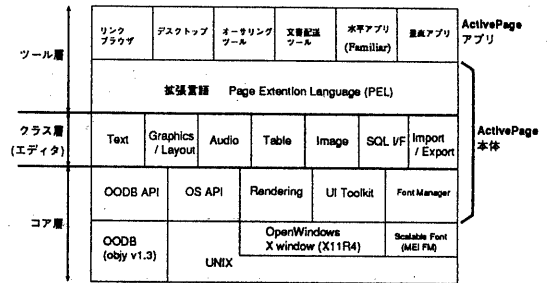 リンク
ブラウザ
デスクトップ
オーサリング
ツール
文書配送
ツール
水平アプリ
(Familiar)
垂直アプリ
ActivePage
アプリ
ツール層
拡張言語 Page Extention Language (PEL)
クラス層
(エディタ)
Text
Graphics
/ Layout
Audio
Table
Image
SQL I/F
Import
/ Export
ActivePage
本体
OODB API
OS API
Rendering
UI Toolkit
Font Manager
コア層
OODB
(objy v1.3)
UNIX
OpenWindows
X window (X11R4)
Scalable Font
(MEI FM)